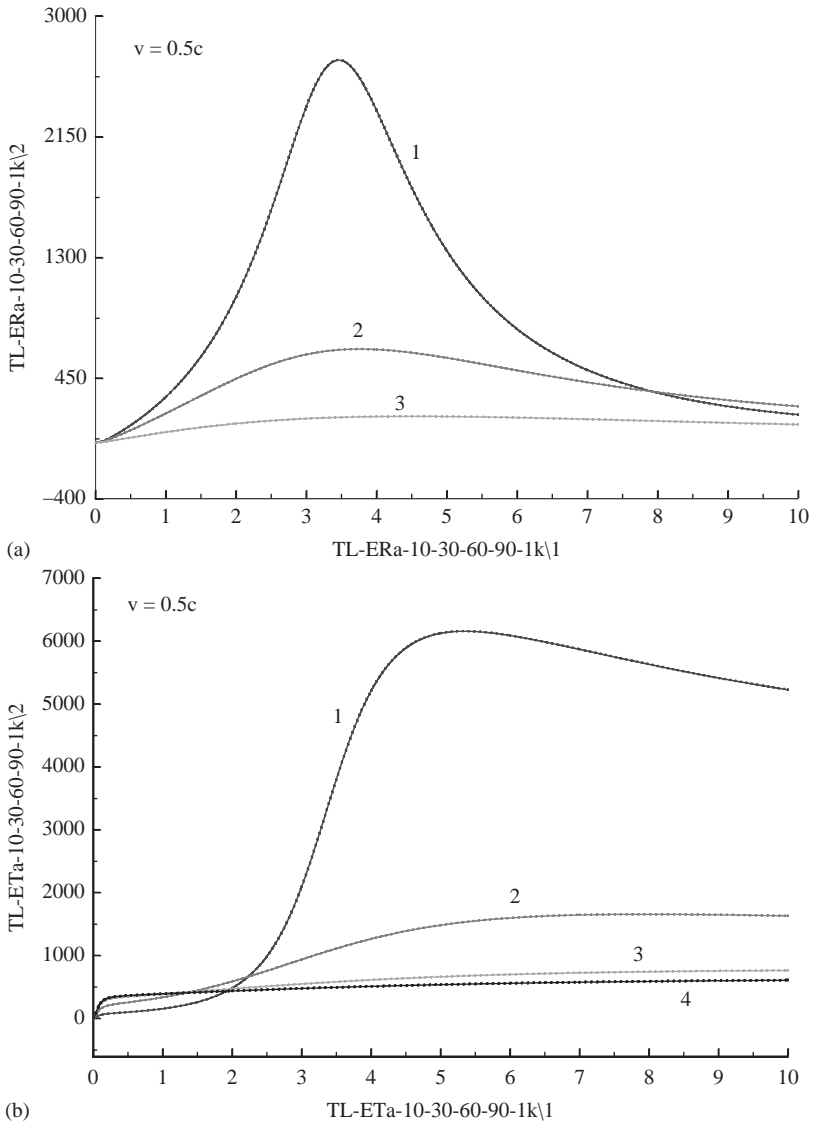 3000
v = 0.5c
2150
1
1300
2
450
3
–400
0 1 2 3 4 5 6 7 8 9 10
TL-ERa-10-30-60-90-1k\2
(a)
TL-ERa-10-30-60-90-1k\1
7000
v = 0.5c
6000
5000
1
4000
3000
2000
2
1000
3
4
0
0 1 2 3 4 5 6 7 8 9 10
TL-ETa-10-30-60-90-1k\2
(b)
TL-ETa-10-30-60-90-1k\1